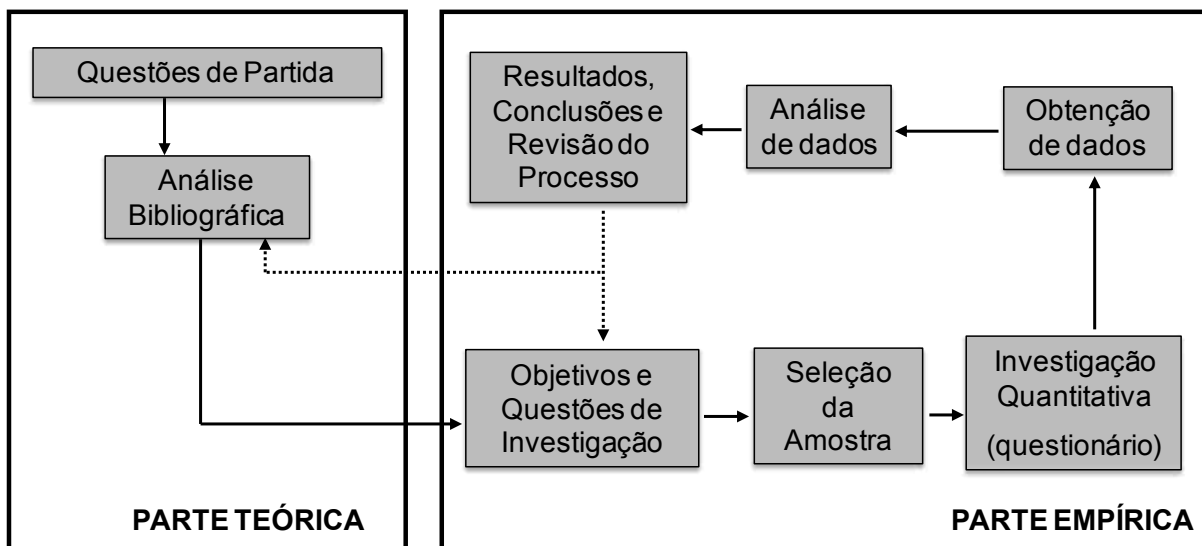 Questões de Partida
Análise
Bibliográfica
PARTE TEÓRICA
Resultados,
Conclusões e
Revisão do
Processo
Análise
de dados
Obtenção
de dados
Objetivos e
Questões de
Investigação
Seleção
da
Amostra
Investigação
Quantitativa
(questionário)
PARTE EMPÍRICA